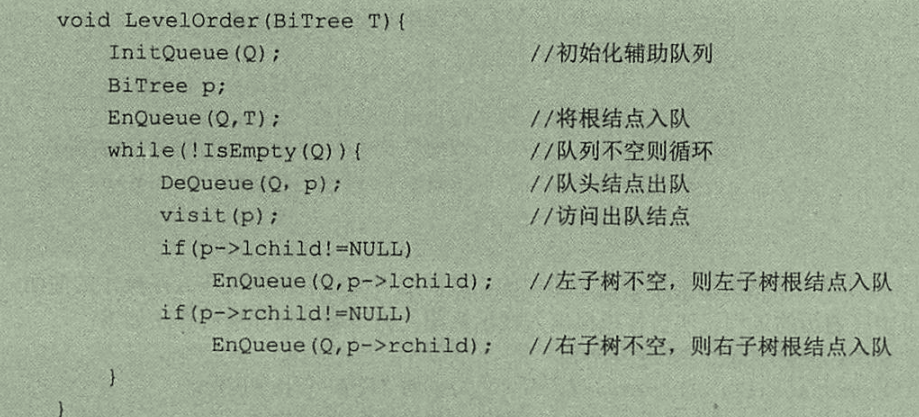 void LevelOrder(BiTree T){
    InitQueue(Q);                //初始化辅助队列
    BiTree p;
    EnQueue(Q,T);                //将根结点入队
    while(!IsEmpty(Q)){          //队列不空则循环
        DeQueue(Q, p);           //队头结点出队
        visit(p);                //访问出队结点
        if(p->lchild!=NULL)
            EnQueue(Q,p->lchild);  //左子树不空，则左子树根结点入队
        if(p->rchild!=NULL)
            EnQueue(Q,p->rchild);  //右子树不空，则右子树根结点入队
    }
}